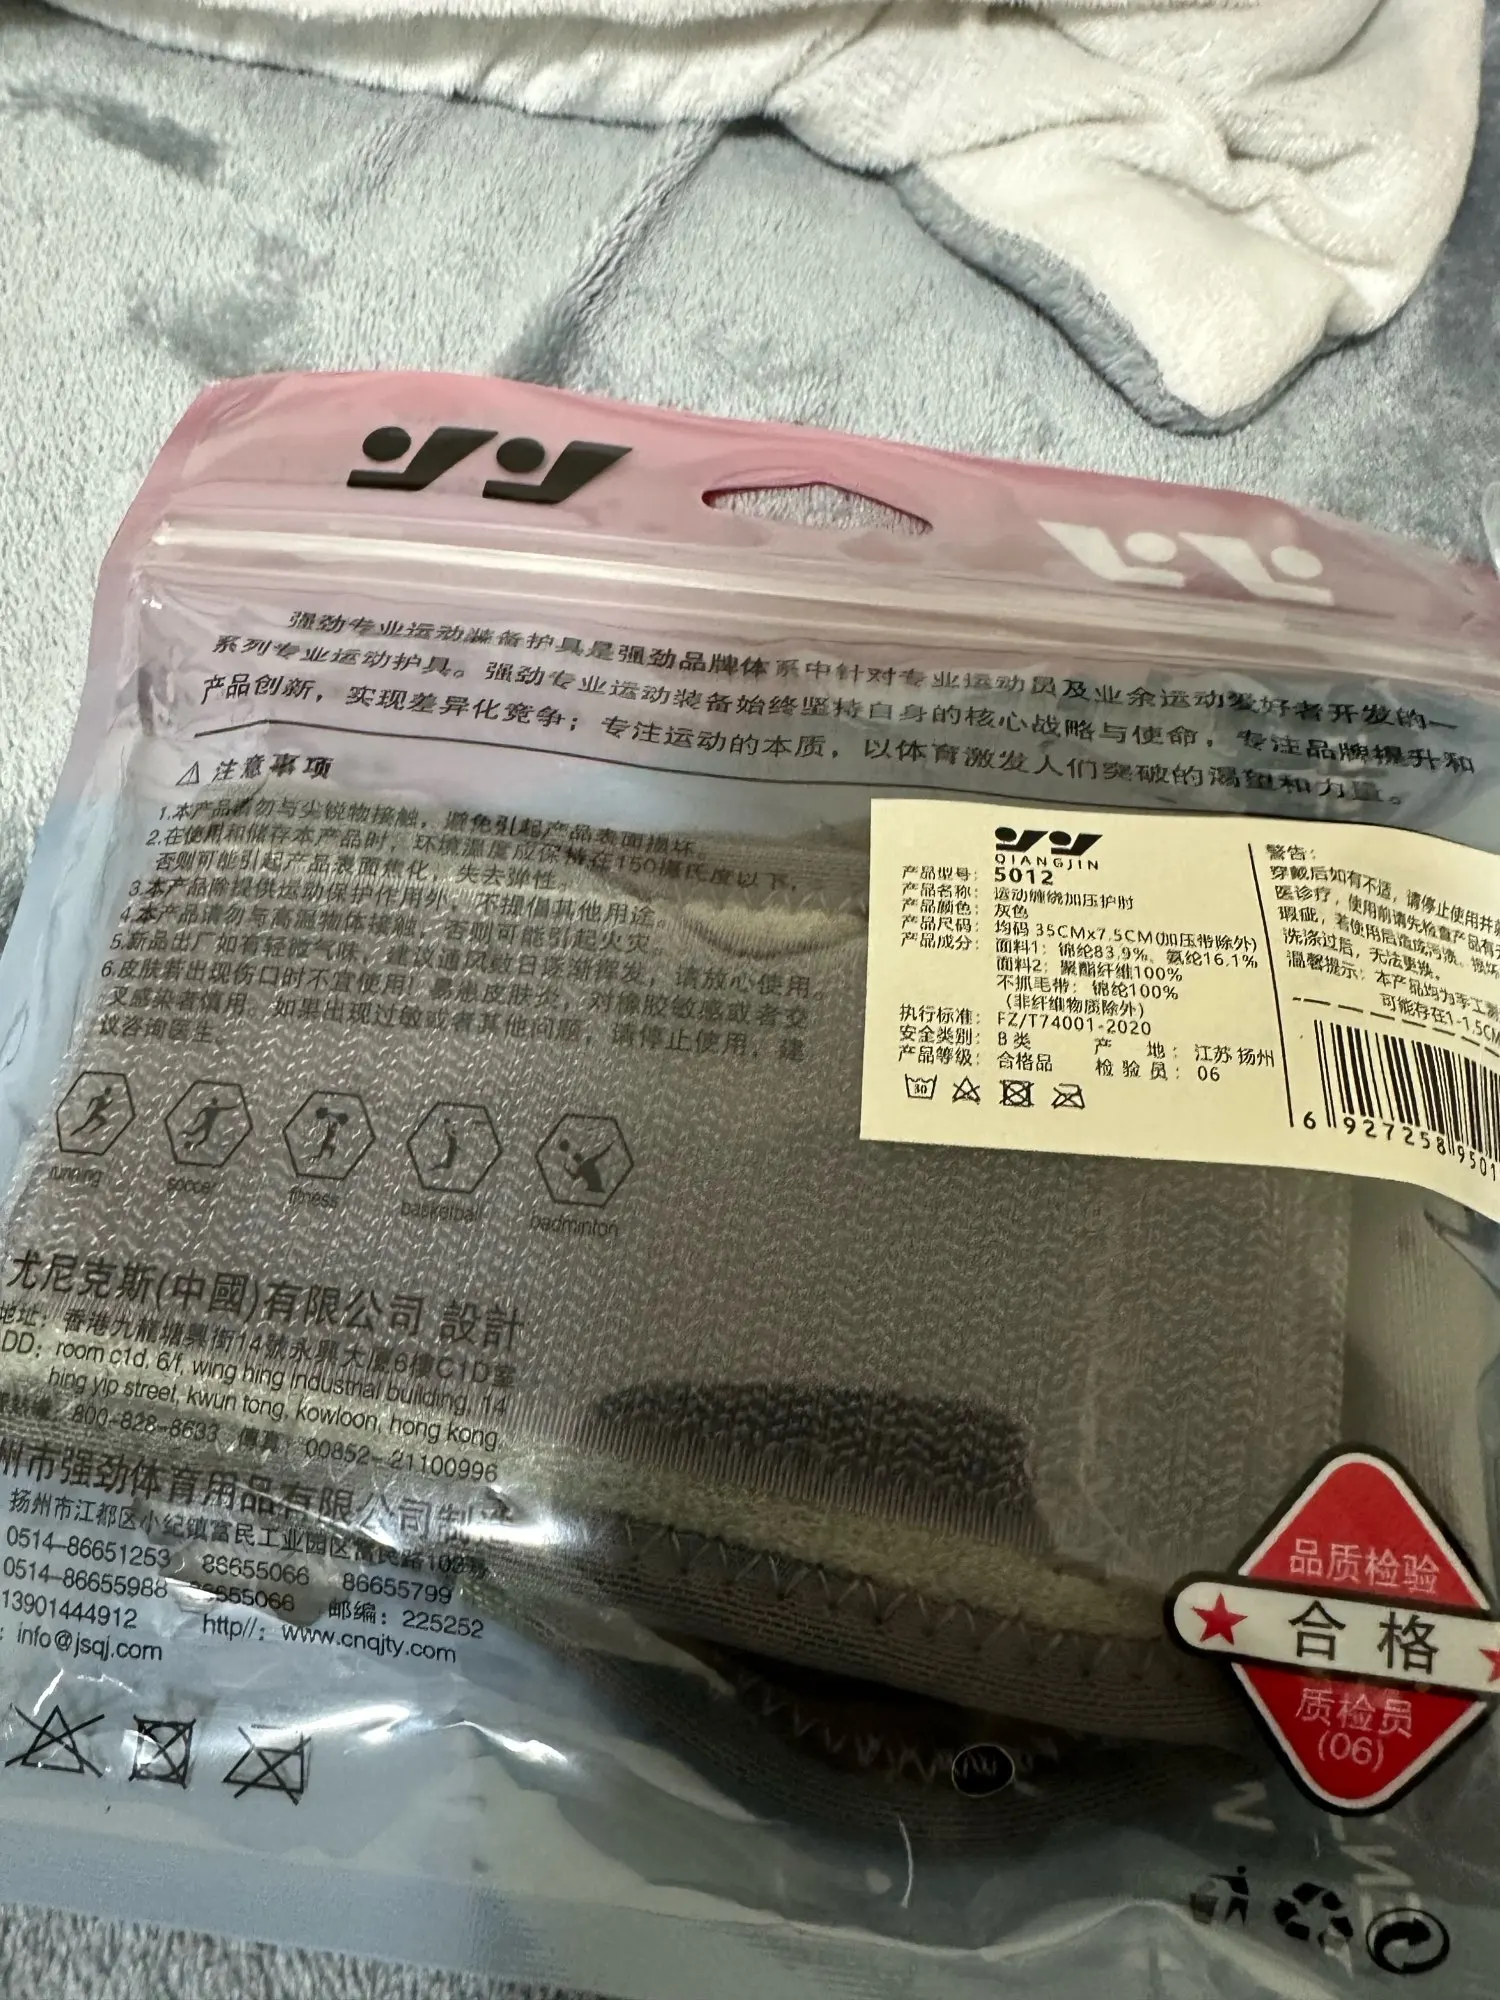 强劲专业运动装备护具是强劲品牌体系中针对专业运动员及业余运动爱好者开发的一
系列专业运动护具。强劲专业运动装备始终坚持自身的核心战略与使命，专注品牌提升和
产品创新，实现差异化竞争；专注运动的本质，以体育激发人们突破的渴望和力量。
注意事项
1.本产品请勿与尖锐物接触，避免引起产品表面损坏。
2.在使用和储存本产品时，环境温度应保持在150摄氏度以下，
否则可能引起产品表面焦化，失去弹性。
3.本产品除提供运动保护作用外，不提倡其他用途。
4.本产品请勿与高温物体接触，否则可能引起火灾。
5.新品出厂如有轻微气味，建议通风数日逐渐挥发，请放心使用。
6.皮肤若出现伤口时不宜使用，易患皮肤炎，对橡胶敏感或者交
叉感染者慎用。如果出现过敏或者其他问题，请停止使用，建
议咨询医生
running
soccer
fitness
basketball
badminton
QIANGJIN
产品型号：5012
产品名称：运动缠绕加压护肘
产品颜色：灰色
产品尺码：均码 35CMx7.5CM(加压带除外)
产品成分：面料1：锦纶83.9%、氨纶16.1%
面料2：聚酯纤维100%
不抓毛带：锦纶100%
（非纤维物质除外）
执行标准：FZ/T74001-2020
安全类别：B 类 产 地：江苏 扬州
产品等级：合格品 检 验 员：06
30
警告：
穿戴后如有不适，请停止使用并
医诊疗，使用前请先检查产品有
瑕疵，若使用后造成污渍、损坏
洗涤过后，无法更换。
温馨提示：本产品均为手工
可能存在1-1.5CM
6 927258 9501
尤尼克斯(中國)有限公司 設計
地址：香港九龍塘興街14號永興大厦6樓C1D室
DD：room c1d, 6/f, wing hing industrial building, 14
hing yip street, kwun tong, kowloon, hong kong.
800-828-8633 傳真：00852-21100996
州市强劲体育用品有限公司制造
扬州市江都区小纪镇富民工业园区富民路102号
0514-86651253 86655066 86655799
0514-86655988 86655066 邮编：225252
13901444912 http//：www.cnqjty.com
：info@jsqj.com
品质检验
合格
质检员
(06)